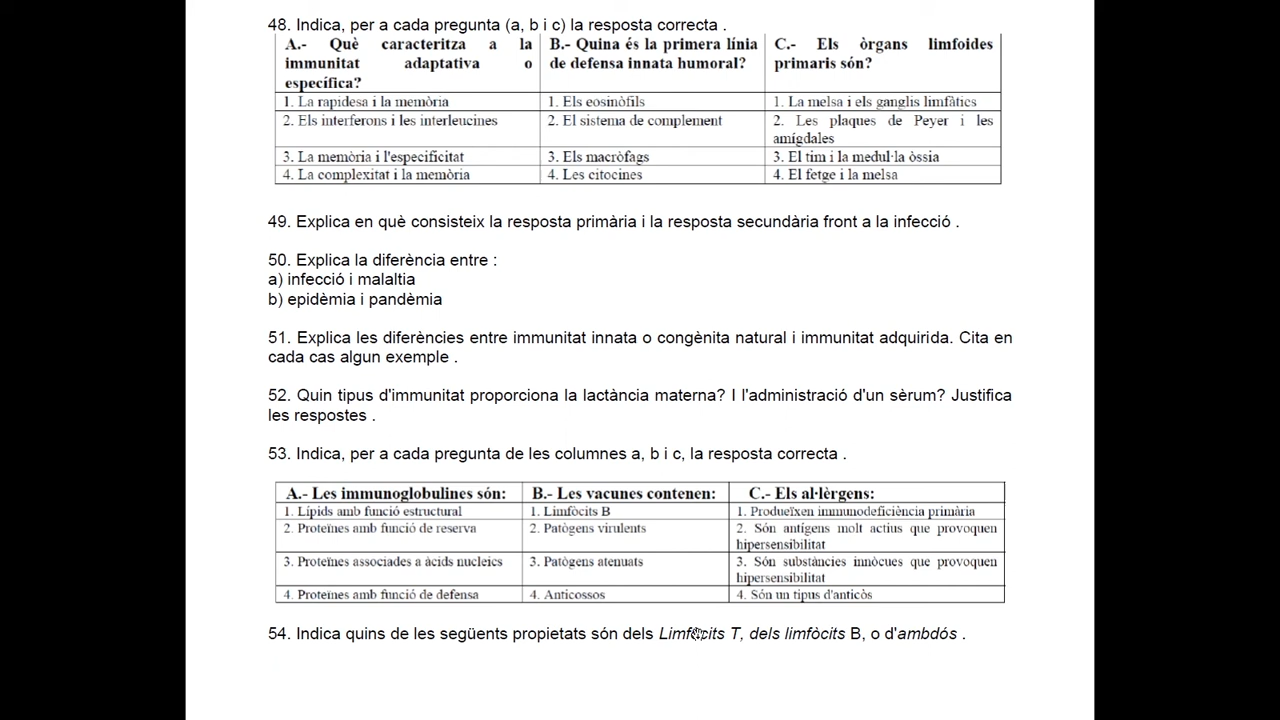 48. Indica, per a cada pregunta (a, b i c) la resposta correcta .
A.- Què caracteritza a la immunitat adaptativa o específica?
B.- Quina és la primera línia de defensa innata humoral?
C.- Els òrgans limfoides primaris són?
1. La rapidesa i la memòria
1. Els eosinòfils
1. La melsa i els ganglis limfàtics
2. Els interferons i les interleucines
2. El sistema de complement
2. Les plaques de Peyer i les amígdales
3. La memòria i l'especificitat
3. Els macròfags
3. El tim i la medul·la òssia
4. La complexitat i la memòria
4. Les citocines
4. El fetge i la melsa
49. Explica en què consisteix la resposta primària i la resposta secundària front a la infecció .
50. Explica la diferència entre :
a) infecció i malaltia
b) epidèmia i pandèmia
51. Explica les diferències entre immunitat innata o congènita natural i immunitat adquirida. Cita en
cada cas algun exemple .
52. Quin tipus d'immunitat proporciona la lactància materna? I l'administració d'un sèrum? Justifica
les respostes .
53. Indica, per a cada pregunta de les columnes a, b i c, la resposta correcta .
A.- Les immunoglobulines són:
B.- Les vacunes contenen:
C.- Els al·lèrgens:
1. Lípids amb funció estructural
1. Limfòcits B
1. Produeïxen immunodeficiència primària
2. Proteïnes amb funció de reserva
2. Patògens virulents
2. Són antígens molt actius que provoquen hipersensibilitat
3. Proteïnes associades a àcids nucleics
3. Patògens atenuats
3. Són substàncies innòcues que provoquen hipersensibilitat
4. Proteïnes amb funció de defensa
4. Anticossos
4. Són un tipus d'anticòs
54. Indica quins de les següents propietats són dels Limfòcits T, dels limfòcits B, o d'ambdós .